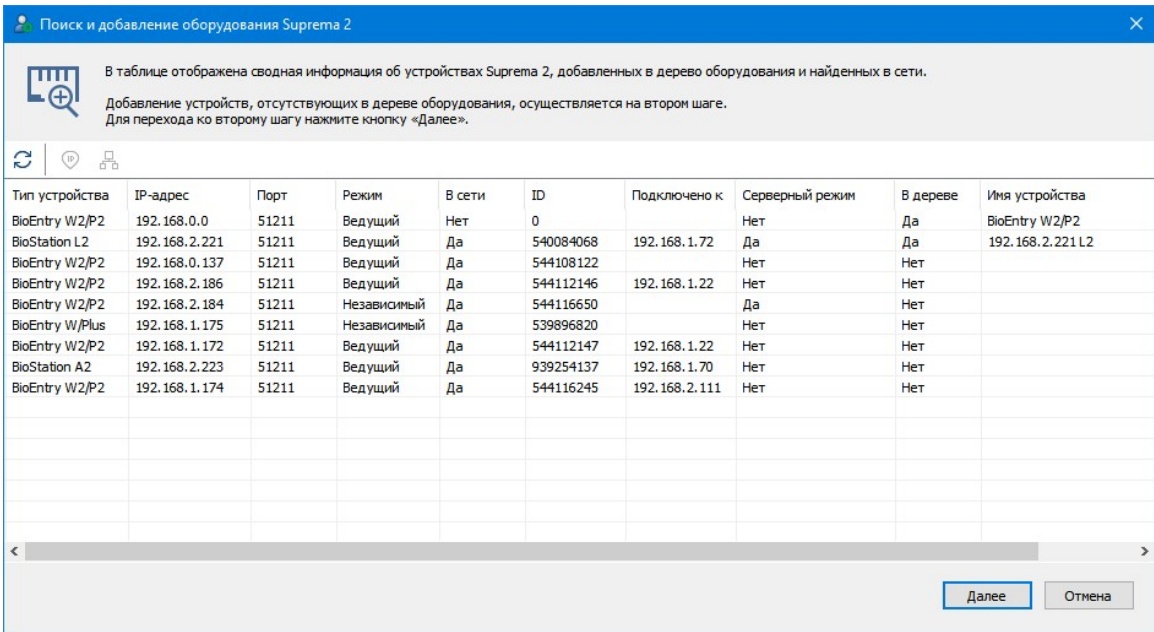 Поиск и добавление оборудования Suprema 2
В таблице отображена сводная информация об устройствах Suprema 2, добавленных в дерево оборудования и найденных в сети.
Добавление устройств, отсутствующих в дереве оборудования, осуществляется на втором шаге.
Для перехода ко второму шагу нажмите кнопку «Далее».
IP
Тип устройства IP-адрес Порт Режим В сети ID Подключено к Серверный режим В дереве Имя устройства
BioEntry W2/P2 192.168.0.0 51211 Ведущий Нет 0 Нет Да BioEntry W2/P2
BioStation L2 192.168.2.221 51211 Ведущий Да 540084068 192.168.1.72 Да Да 192.168.2.221 L2
BioEntry W2/P2 192.168.0.137 51211 Ведущий Да 544108122 Нет Нет
BioEntry W2/P2 192.168.2.186 51211 Ведущий Да 544112146 192.168.1.22 Нет Нет
BioEntry W2/P2 192.168.2.184 51211 Независимый Да 544116650 Да Нет
BioEntry W/Plus 192.168.1.175 51211 Независимый Да 539896820 Нет Нет
BioEntry W2/P2 192.168.1.172 51211 Ведущий Да 544112147 192.168.1.22 Нет Нет
BioStation A2 192.168.2.223 51211 Ведущий Да 939254137 192.168.1.70 Нет Нет
BioEntry W2/P2 192.168.1.174 51211 Ведущий Да 544116245 192.168.2.111 Нет Нет
Далее Отмена